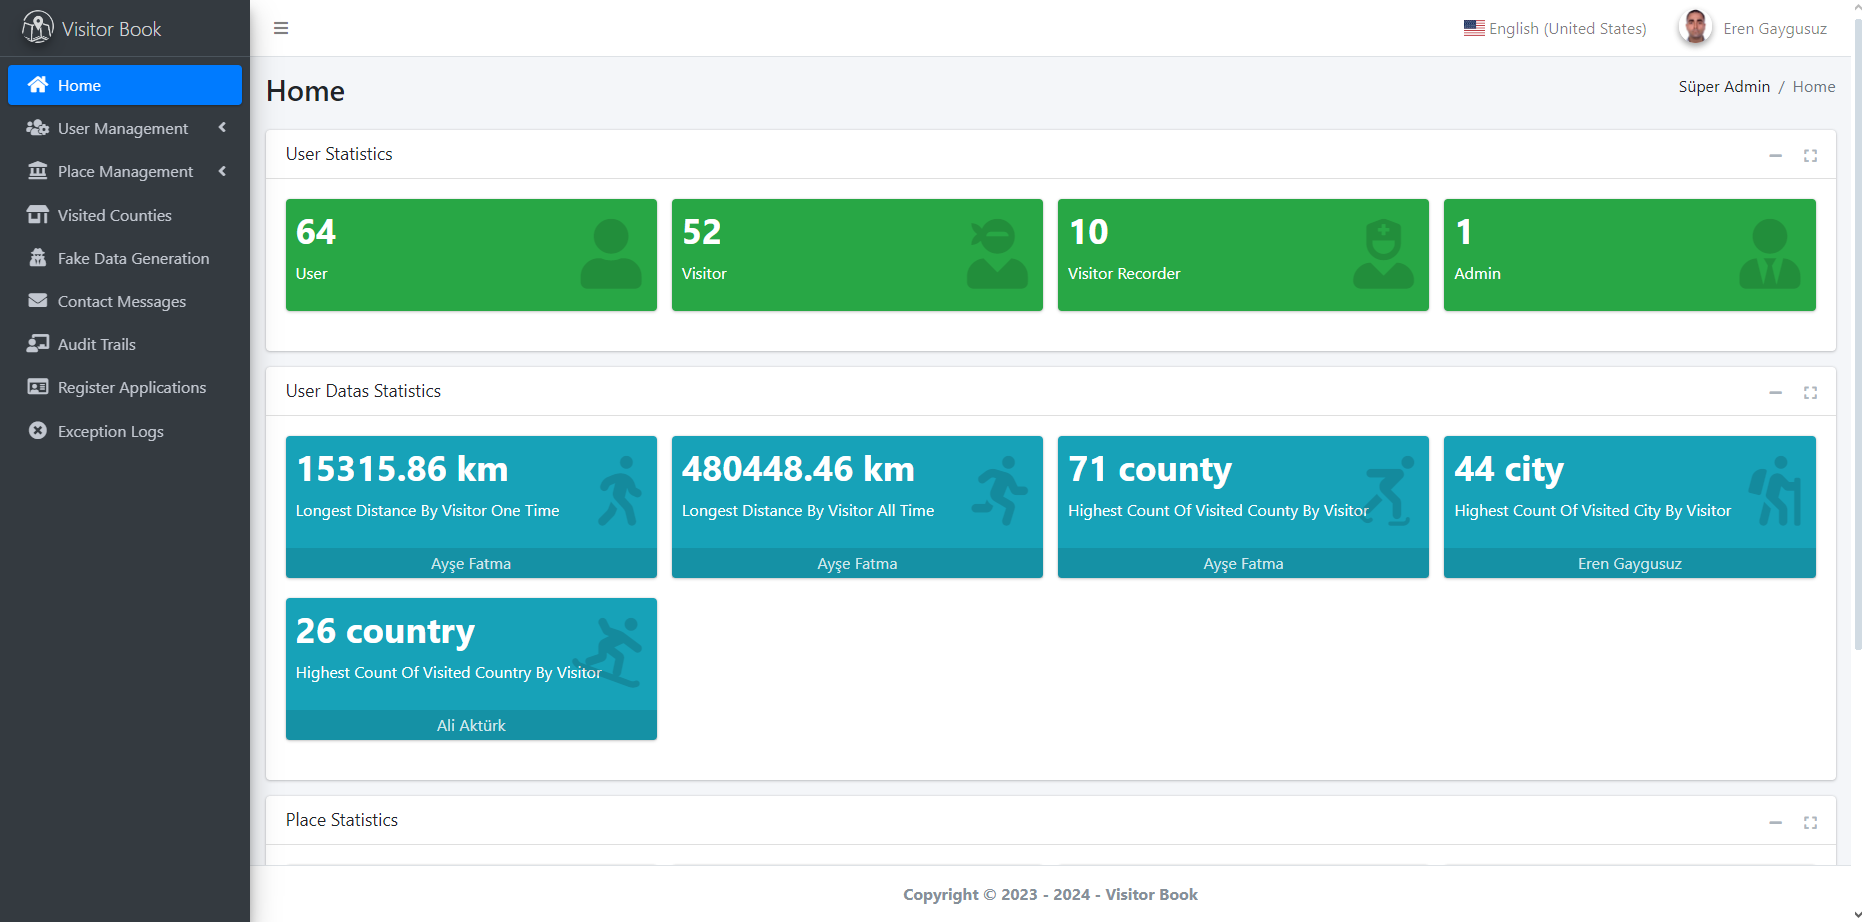 Visitor Book
English (United States)
Eren Gaygusuz
Home
User Management
Place Management
Visited Counties
Fake Data Generation
Contact Messages
Audit Trails
Register Applications
Exception Logs
Home
Süper Admin / Home
User Statistics
64
User
52
Visitor
10
Visitor Recorder
1
Admin
User Datas Statistics
15315.86 km
Longest Distance By Visitor One Time
Ayşe Fatma
480448.46 km
Longest Distance By Visitor All Time
Ayşe Fatma
71 county
Highest Count Of Visited County By Visitor
Ayşe Fatma
44 city
Highest Count Of Visited City By Visitor
Eren Gaygusuz
26 country
Highest Count Of Visited Country By Visitor
Ali Aktürk
Place Statistics
Copyright © 2023 - 2024 - Visitor Book